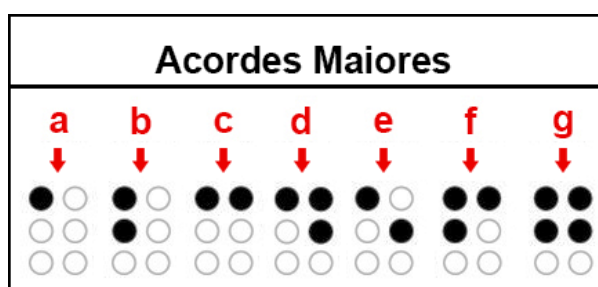 Acordes Maiores
a b c d e f g
⠁ ⠃ ⠉ ⠙ ⠑ ⠋ ⠛